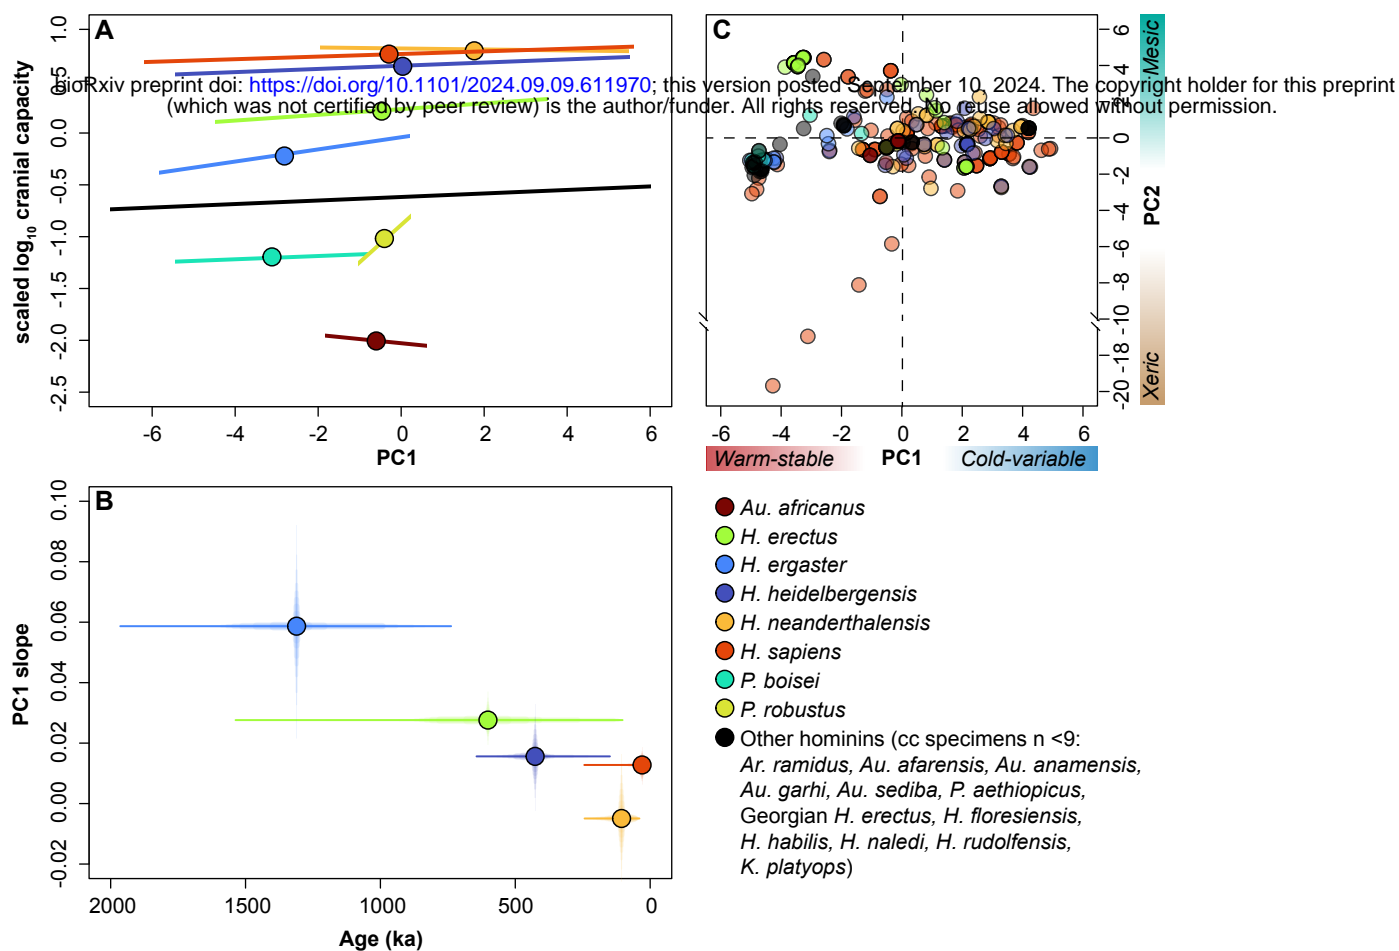 A
scaled log10 cranial capacity
1.0
0.5
0.0
-0.5
-1.0
-1.5
-2.0
-2.5
-6 -4 -2 0 2 4 6
PC1
bioRxiv preprint doi: https://doi.org/10.1101/2024.09.09.611970; this version posted September 10, 2024. The copyright holder for this preprint
(which was not certified by peer review) is the author/funder. All rights reserved. No reuse allowed without permission.
C
6
4
2
0
-2
-4
-6
-8
-10
-18
-20
PC2
Mesic
Xeric
-6 -4 -2 0 2 4 6
Warm-stable PC1 Cold-variable
B
PC1 slope
0.10
0.08
0.06
0.04
0.02
0.00
-0.02
2000 1500 1000 500 0
Age (ka)
Au. africanus
H. erectus
H. ergaster
H. heidelbergensis
H. neanderthalensis
H. sapiens
P. boisei
P. robustus
Other hominins (cc specimens n <9:
Ar. ramidus, Au. afarensis, Au. anamensis,
Au. garhi, Au. sediba, P. aethiopicus,
Georgian H. erectus, H. floresiensis,
H. habilis, H. naledi, H. rudolfensis,
K. platyops)